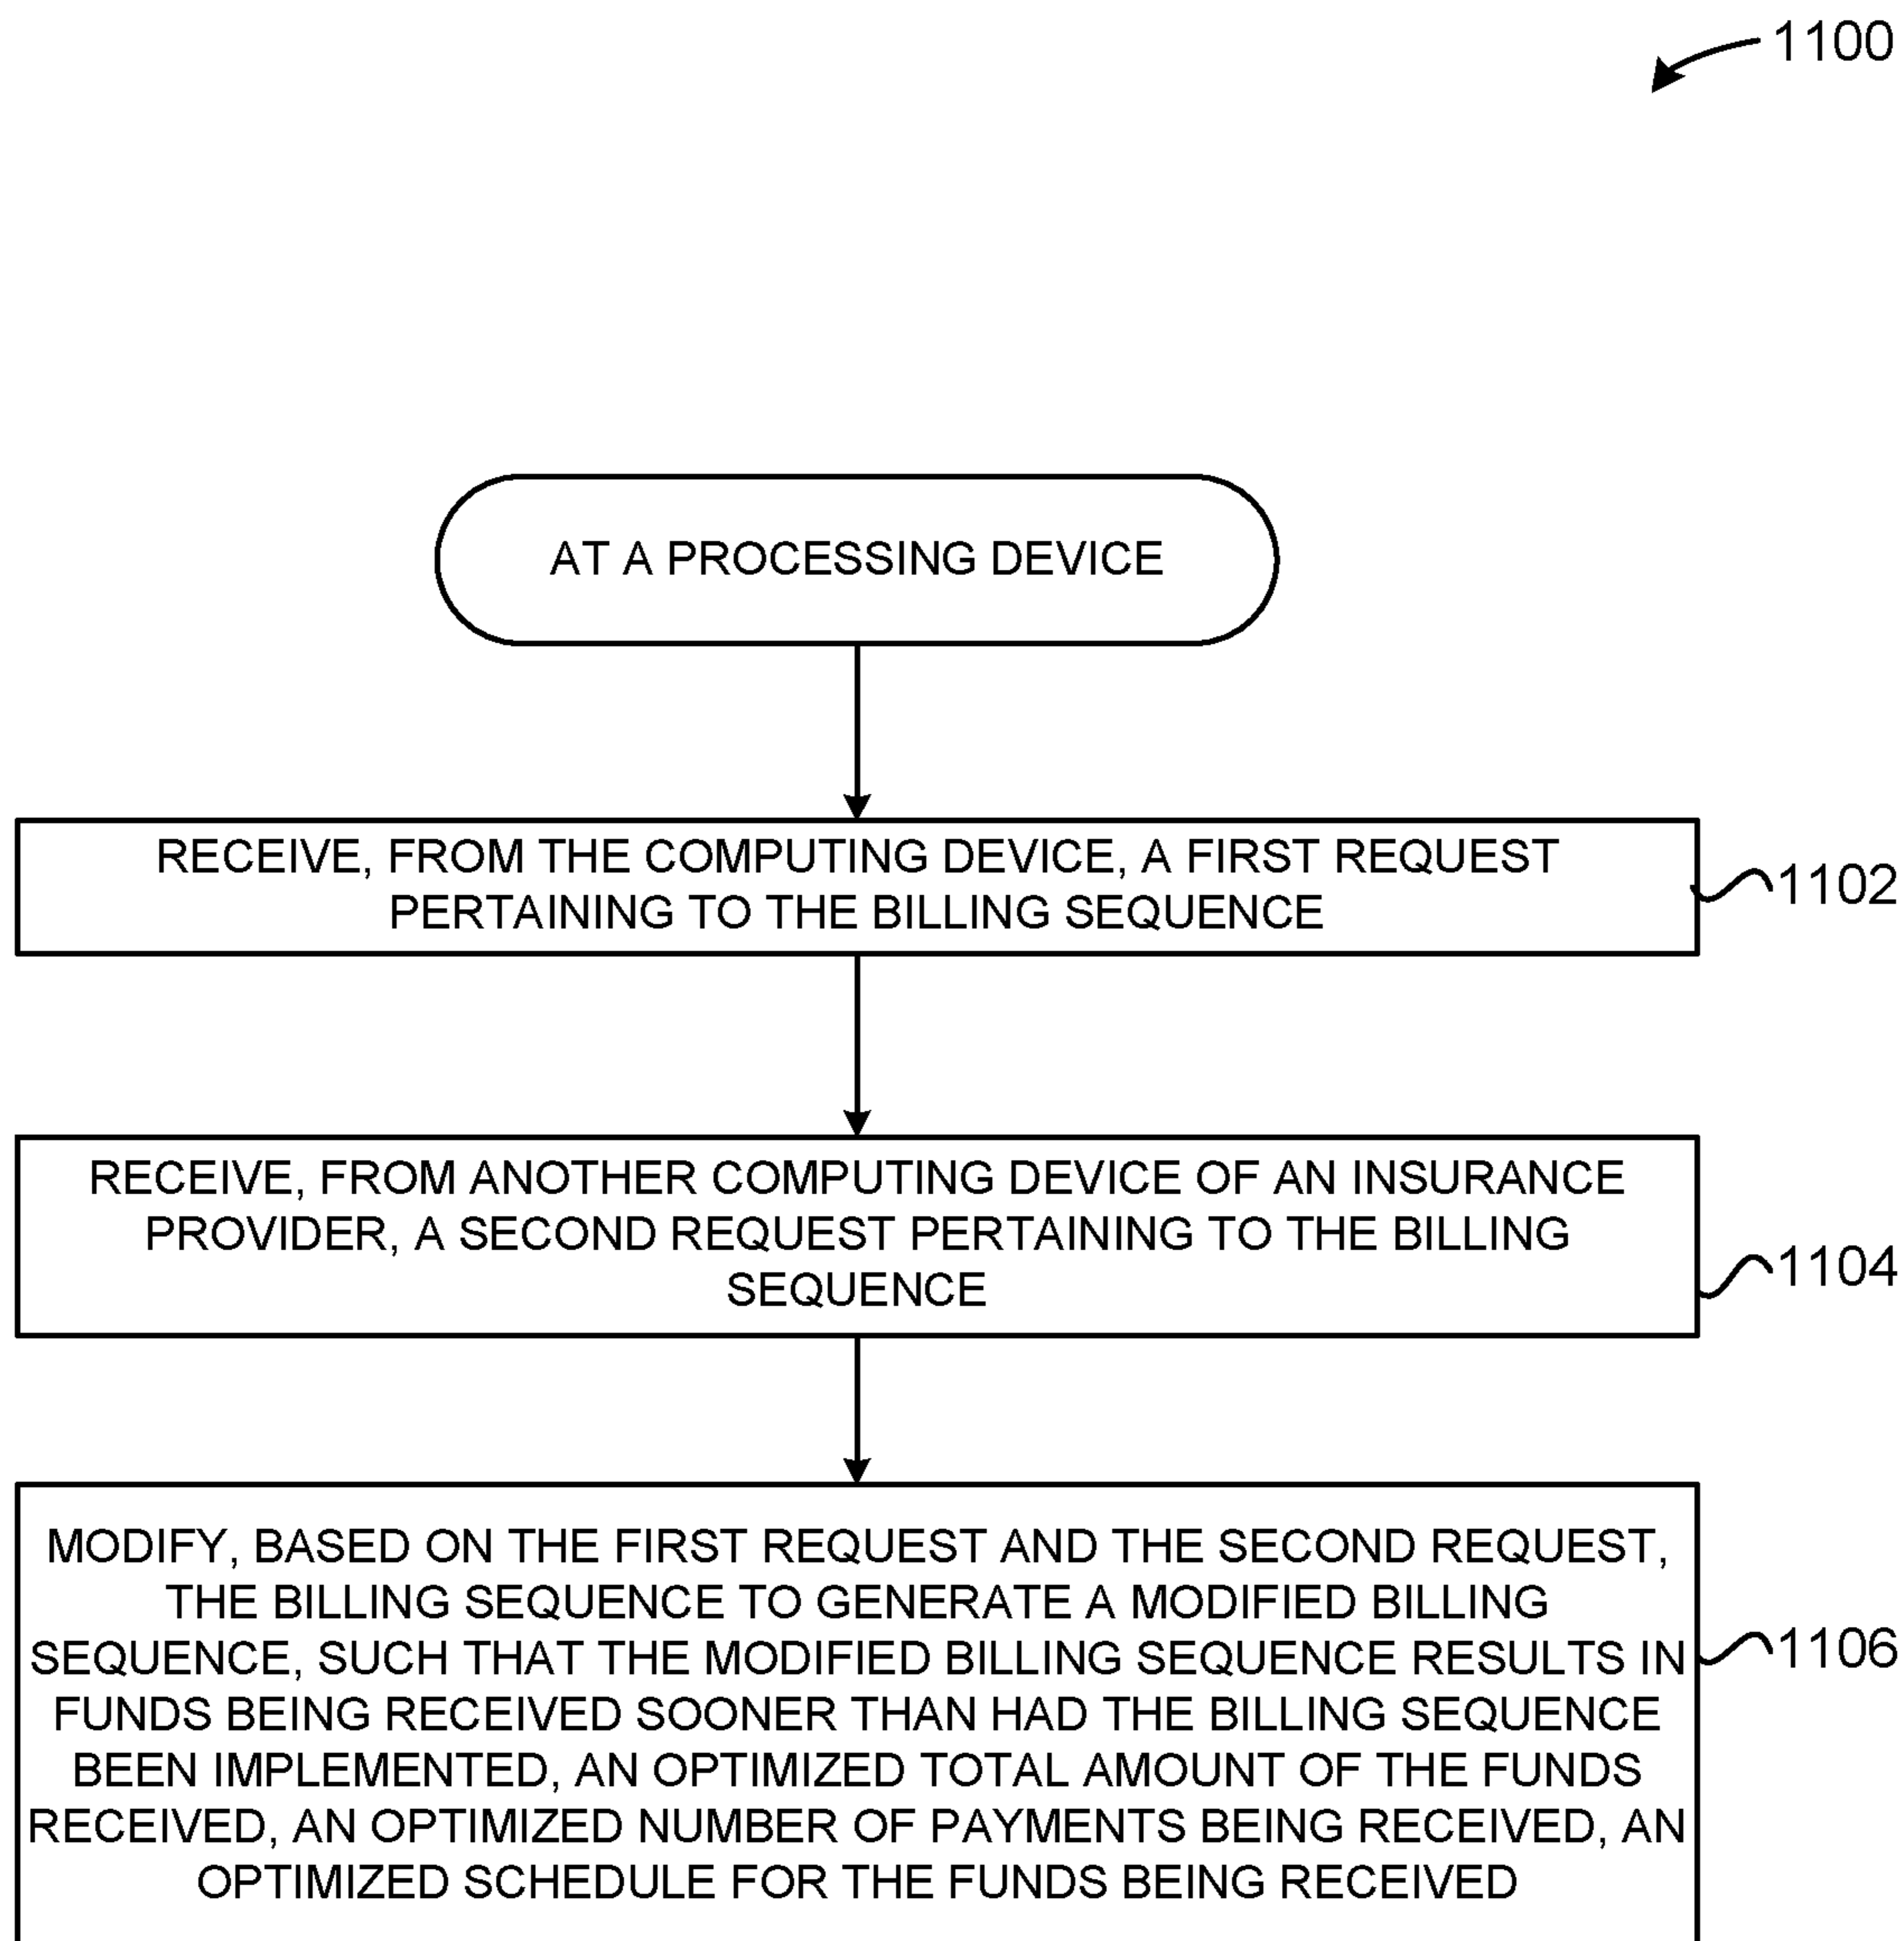 1100
AT A PROCESSING DEVICE
RECEIVE, FROM THE COMPUTING DEVICE, A FIRST REQUEST
PERTAINING TO THE BILLING SEQUENCE
1102
RECEIVE, FROM ANOTHER COMPUTING DEVICE OF AN INSURANCE
PROVIDER, A SECOND REQUEST PERTAINING TO THE BILLING
SEQUENCE
1104
MODIFY, BASED ON THE FIRST REQUEST AND THE SECOND REQUEST,
THE BILLING SEQUENCE TO GENERATE A MODIFIED BILLING
SEQUENCE, SUCH THAT THE MODIFIED BILLING SEQUENCE RESULTS IN
FUNDS BEING RECEIVED SOONER THAN HAD THE BILLING SEQUENCE
BEEN IMPLEMENTED, AN OPTIMIZED TOTAL AMOUNT OF THE FUNDS
RECEIVED, AN OPTIMIZED NUMBER OF PAYMENTS BEING RECEIVED, AN
OPTIMIZED SCHEDULE FOR THE FUNDS BEING RECEIVED
1106